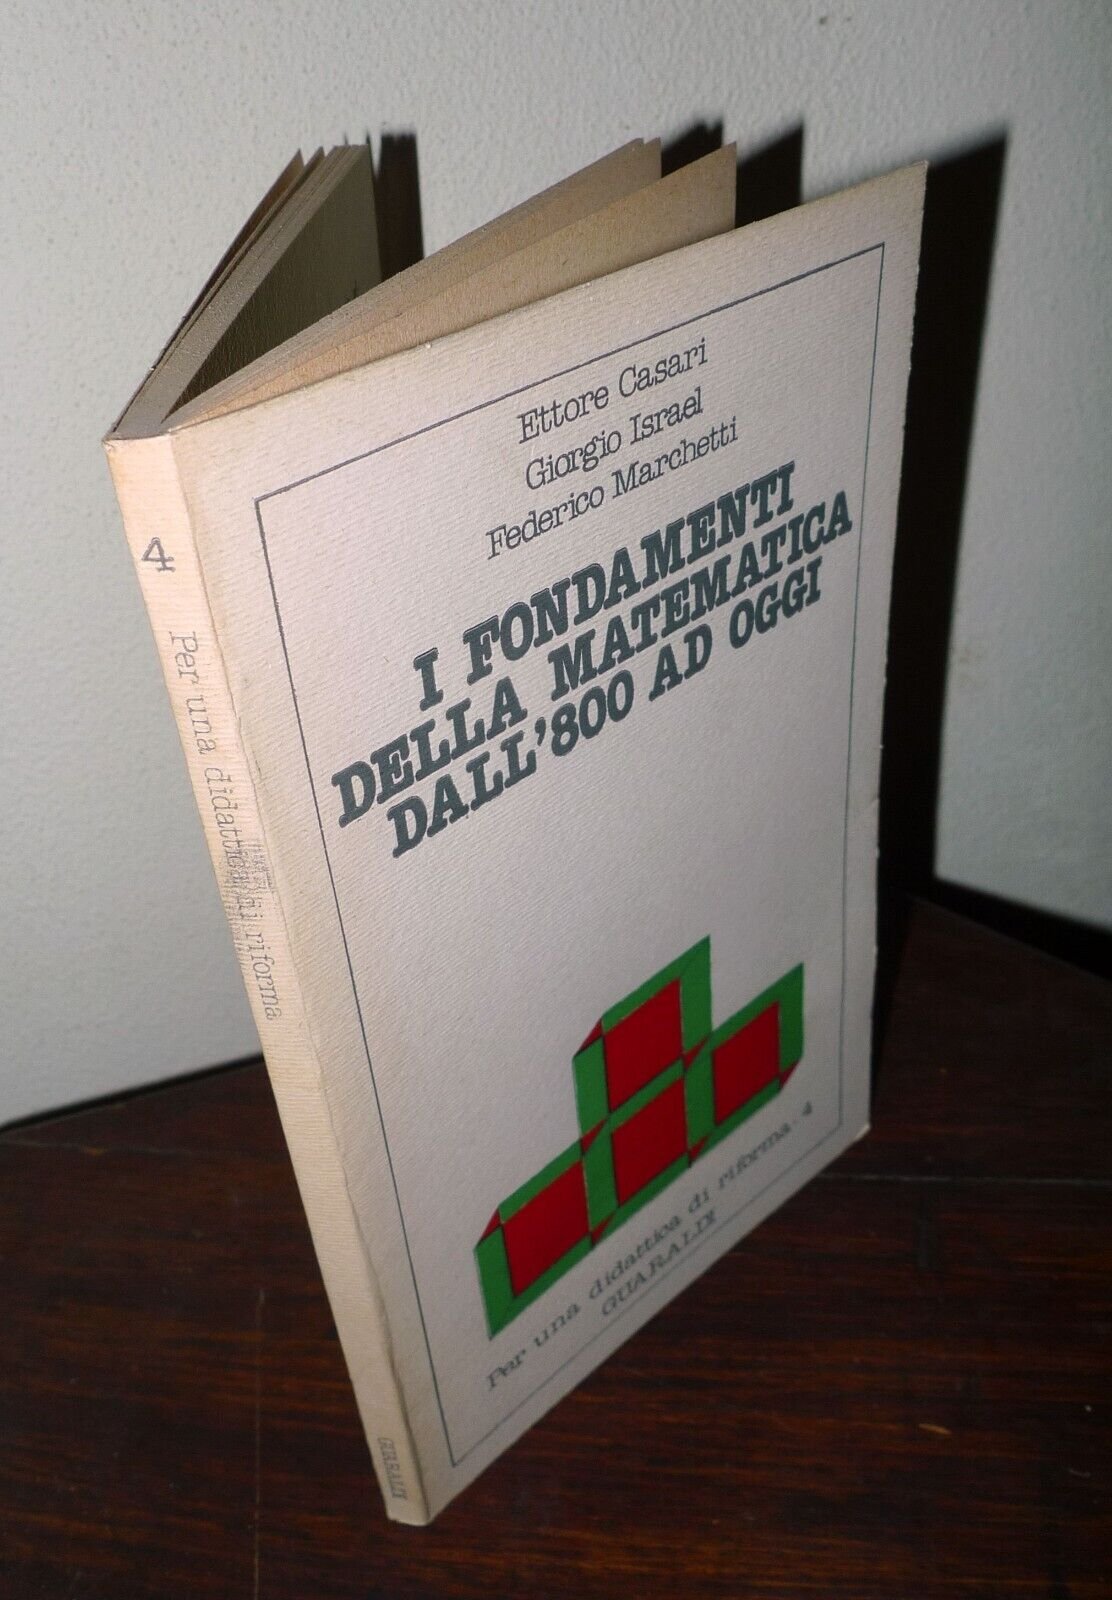 Ettore Casari
Giorgio Israel
Federico Marchetti
I FONDAMENTI
DELLA MATEMATICA
DALL'800 AD OGGI
Per una didattica di riforma · 4
GUARALDI
4
Per una didattica di riforma
GUARALDI